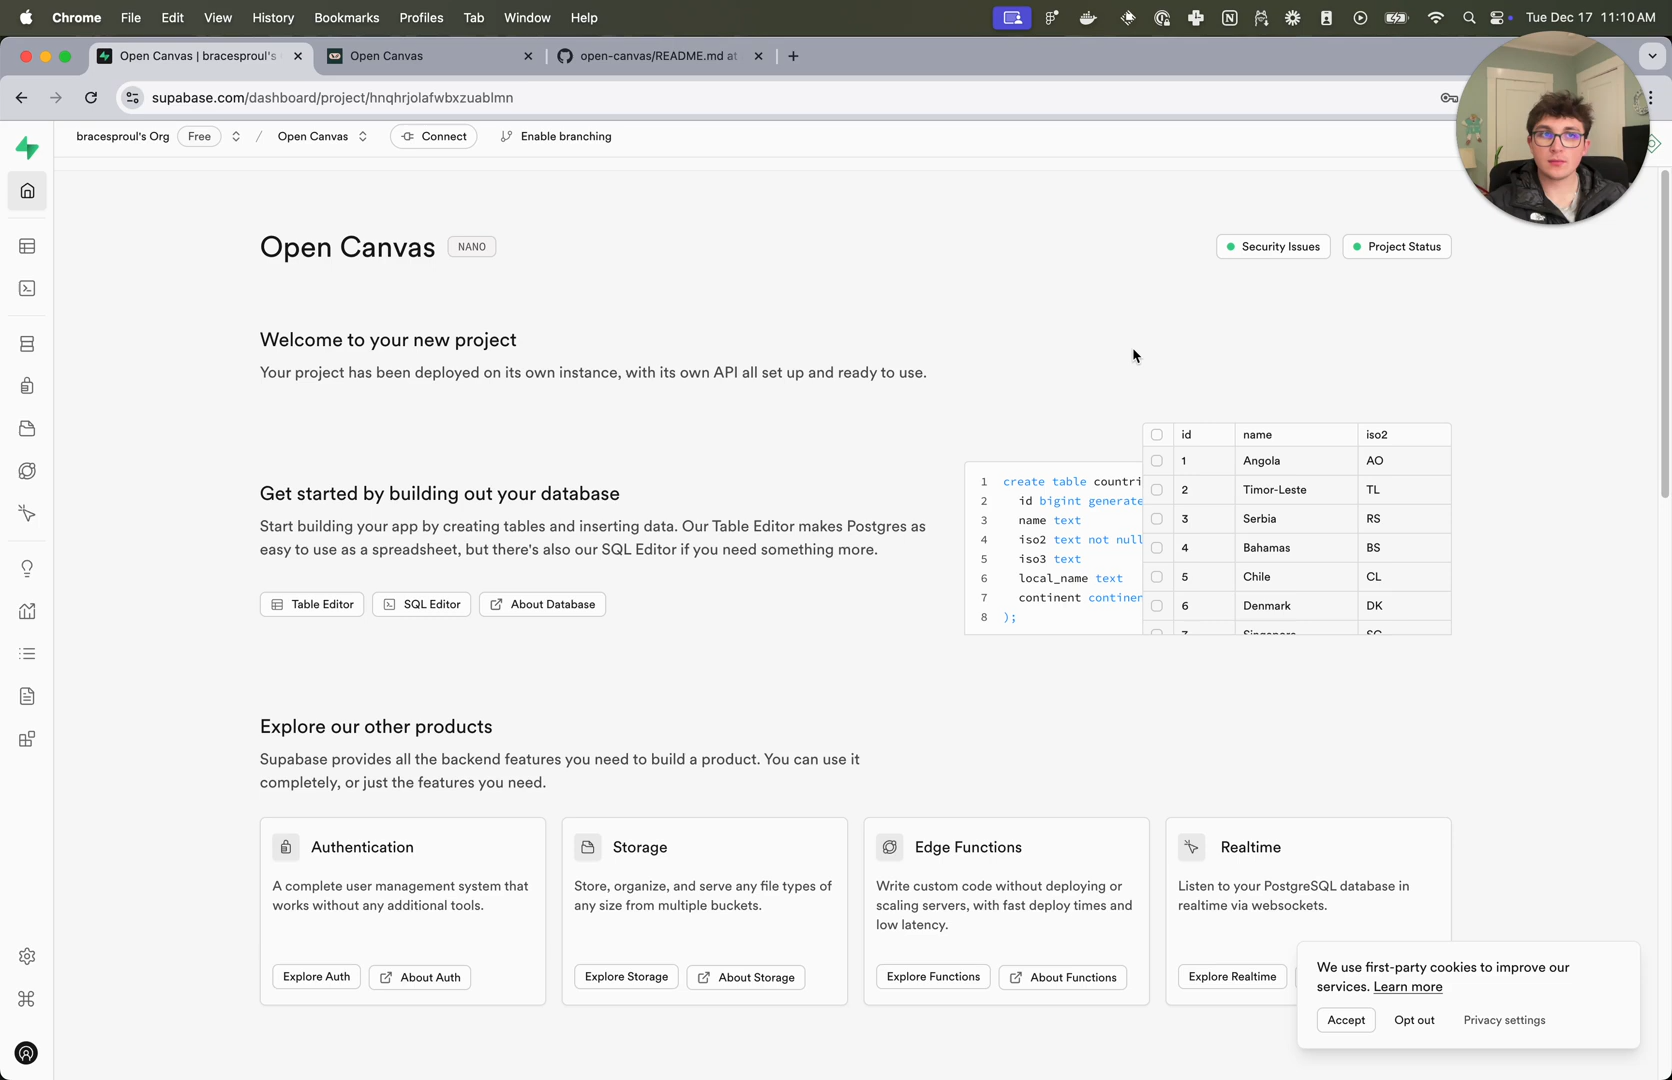 Chrome File Edit View History Bookmarks Profiles Tab Window Help Tue Dec 17 11:10 AM
Open Canvas | bracesproul's Open Canvas open-canvas/README.md at
supabase.com/dashboard/project/hnqhrjolafwbxzuablmn
bracesproul's Org Free / Open Canvas Connect Enable branching
Open Canvas NANO Security Issues Project Status
Welcome to your new project
Your project has been deployed on its own instance, with its own API all set up and ready to use.
Get started by building out your database
Start building your app by creating tables and inserting data. Our Table Editor makes Postgres as
easy to use as a spreadsheet, but there's also our SQL Editor if you need something more.
Table Editor SQL Editor About Database
1 create table countri
2 id bigint generate
3 name text
4 iso2 text not null
5 iso3 text
6 local_name text
7 continent continen
8 );
id name iso2
1 Angola AO
2 Timor-Leste TL
3 Serbia RS
4 Bahamas BS
5 Chile CL
6 Denmark DK
7 Singapore SG
Explore our other products
Supabase provides all the backend features you need to build a product. You can use it
completely, or just the features you need.
Authentication
A complete user management system that
works without any additional tools.
Explore Auth About Auth
Storage
Store, organize, and serve any file types of
any size from multiple buckets.
Explore Storage About Storage
Edge Functions
Write custom code without deploying or
scaling servers, with fast deploy times and
low latency.
Explore Functions About Functions
Realtime
Listen to your PostgreSQL database in
realtime via websockets.
Explore Realtime
We use first-party cookies to improve our
services. Learn more
Accept Opt out Privacy settings